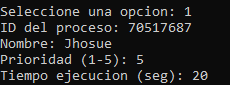 Seleccione una opcion: 1
ID del proceso: 70517687
Nombre: Jhosue
Prioridad (1-5): 5
Tiempo ejecucion (seg): 20